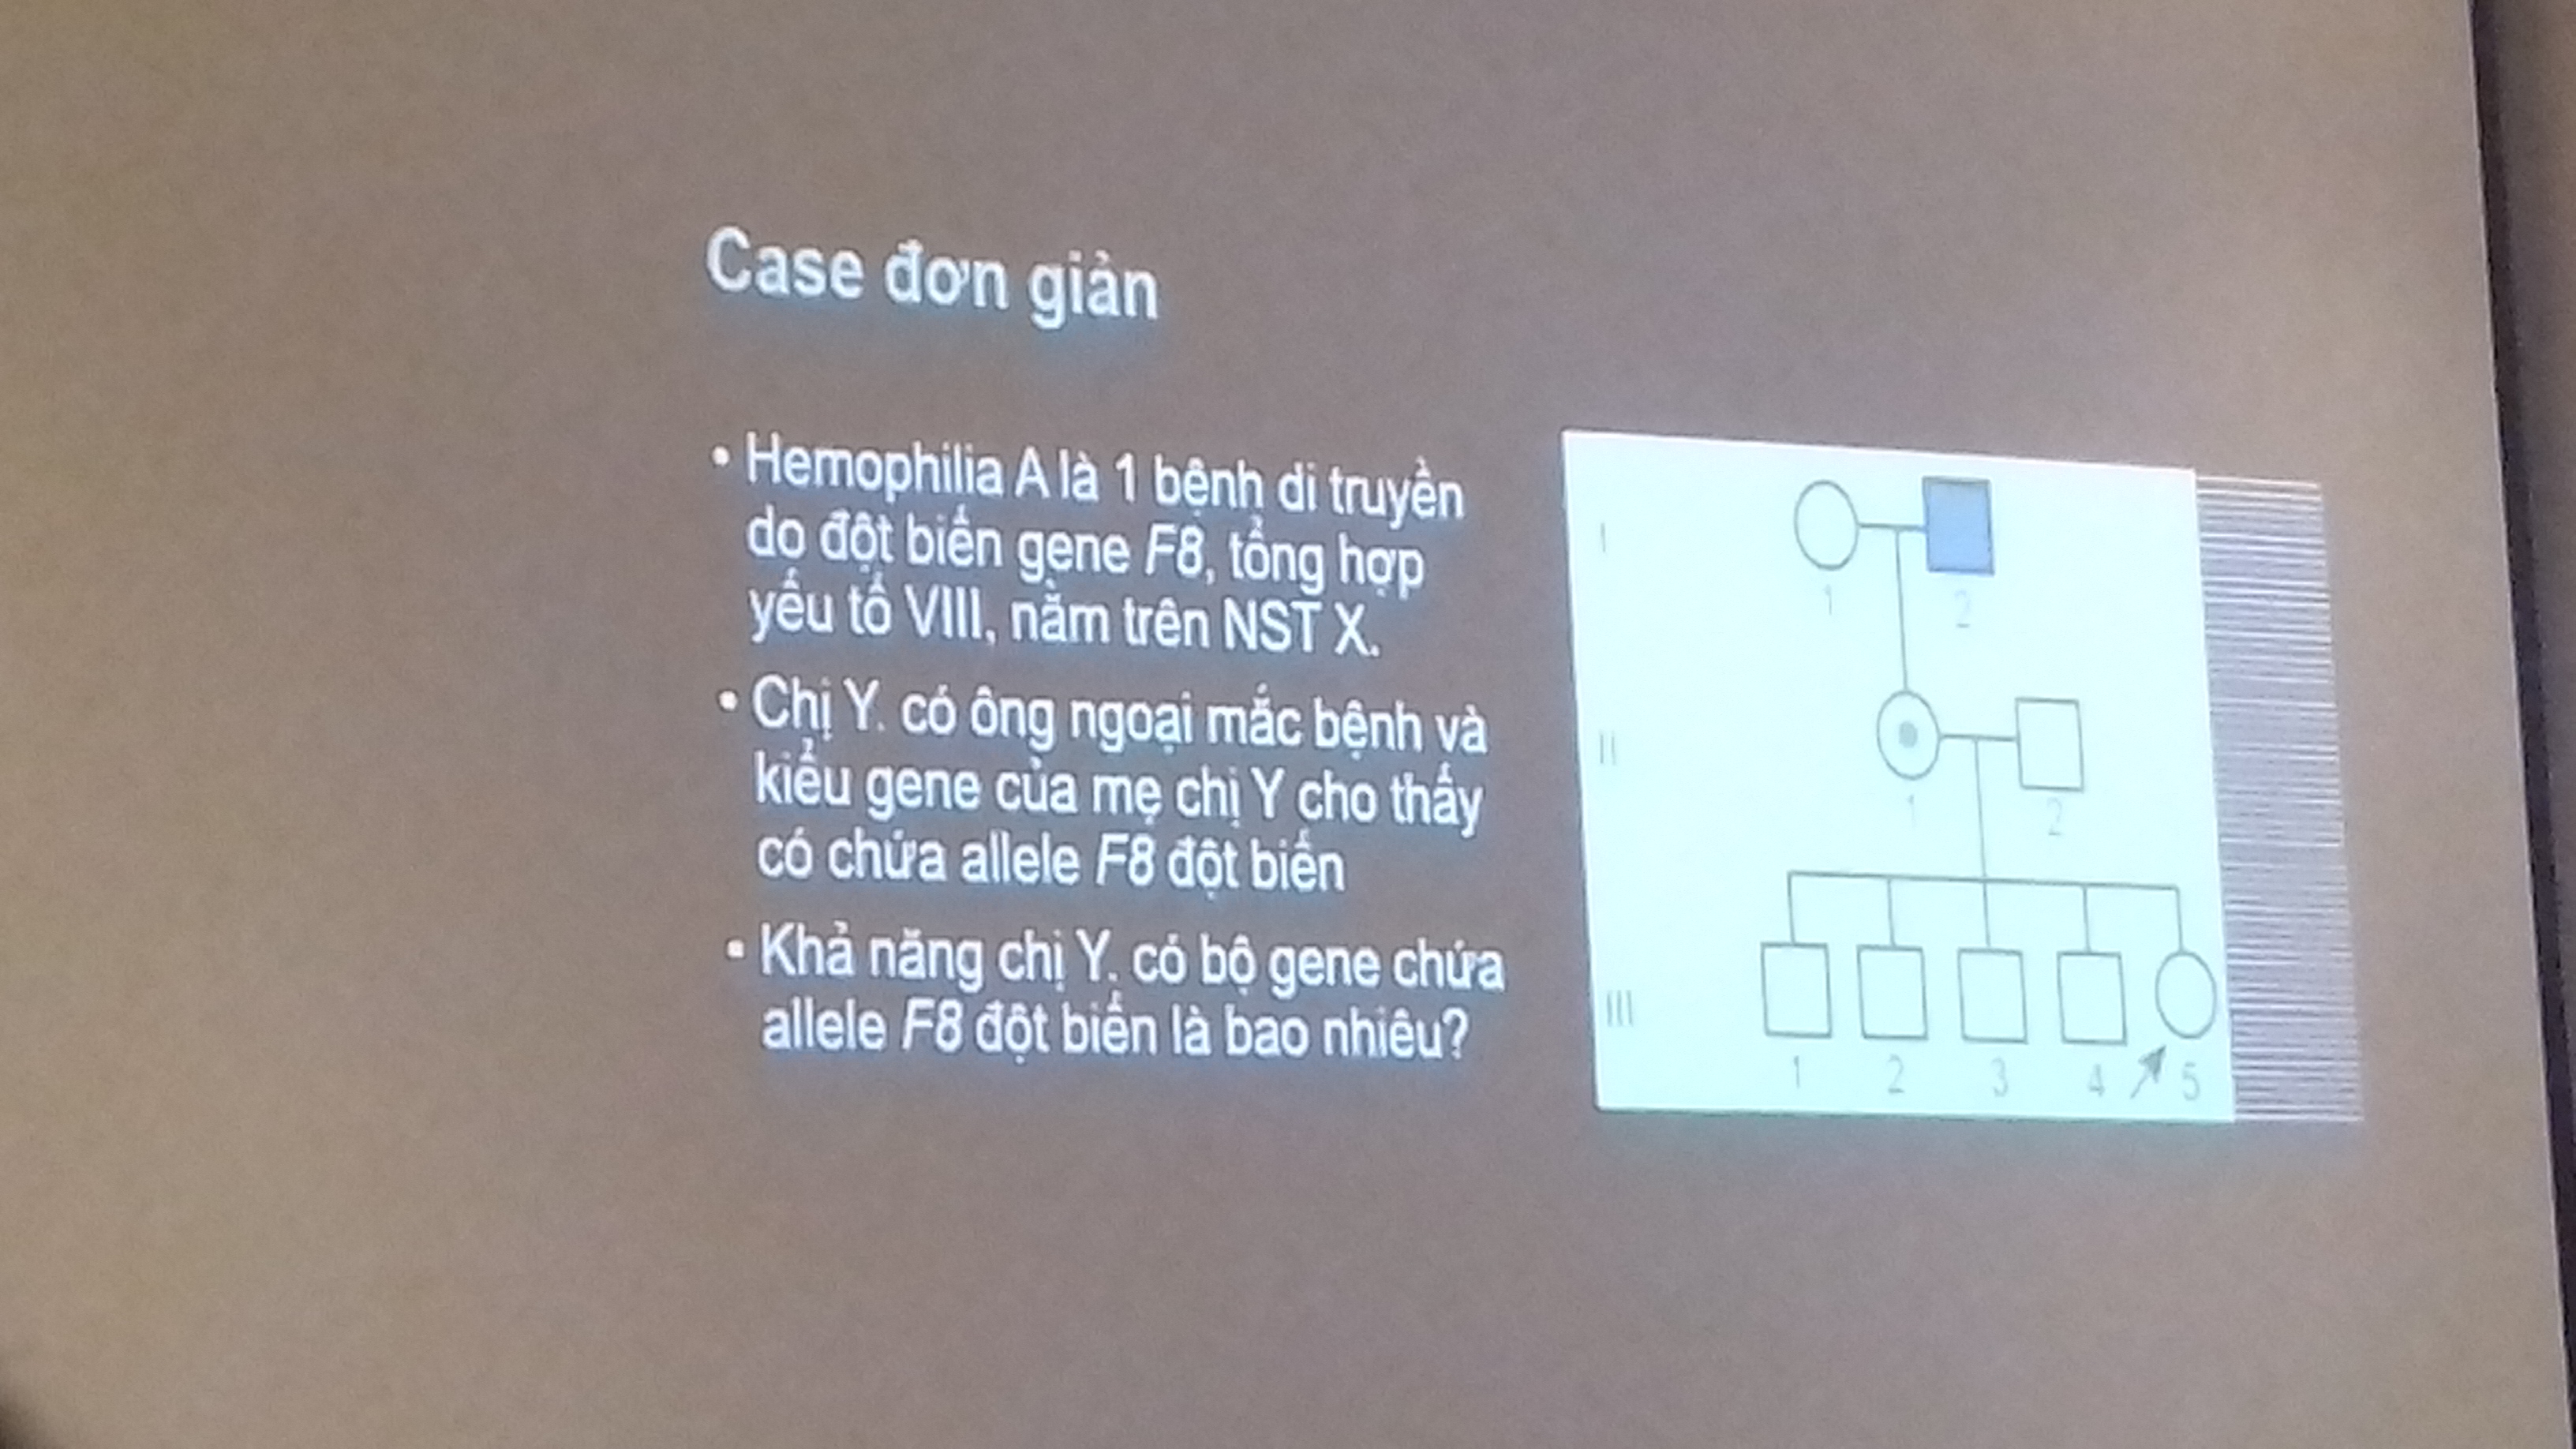 Case đơn giản
• Hemophilia A là 1 bệnh di truyền
do đột biến gene F8, tổng hợp
yếu tố VIII, nằm trên NST X.
• Chị Y. có ông ngoại mắc bệnh và
kiểu gene của mẹ chị Y cho thấy
có chứa allele F8 đột biến
• Khả năng chị Y. có bộ gene chứa
allele F8 đột biến là bao nhiêu?
I
1 2
II
1 2
III
1 2 3 4 5